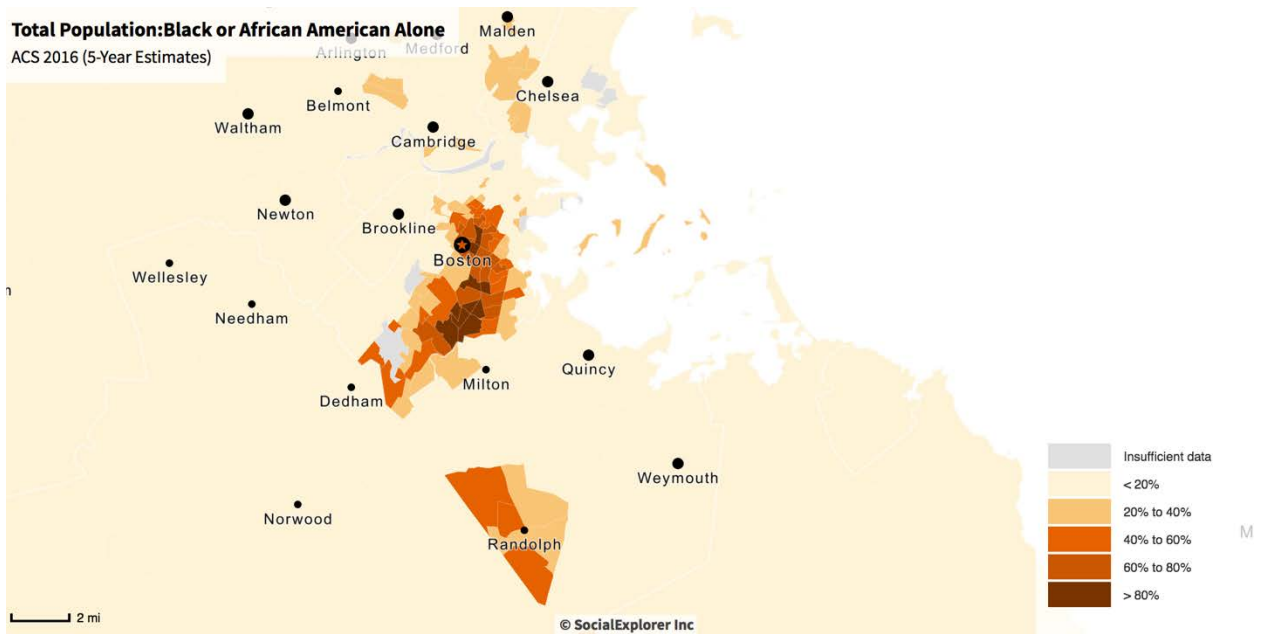 Total Population:Black or African American Alone
ACS 2016 (5-Year Estimates)
Malden
Arlington
Medford
Belmont
Chelsea
Waltham
Cambridge
Newton
Brookline
Boston
Wellesley
Needham
Quincy
Milton
Dedham
Weymouth
Norwood
Randolph
Insufficient data
< 20%
20% to 40%
40% to 60%
60% to 80%
> 80%
M
n
2 mi
© SocialExplorer Inc